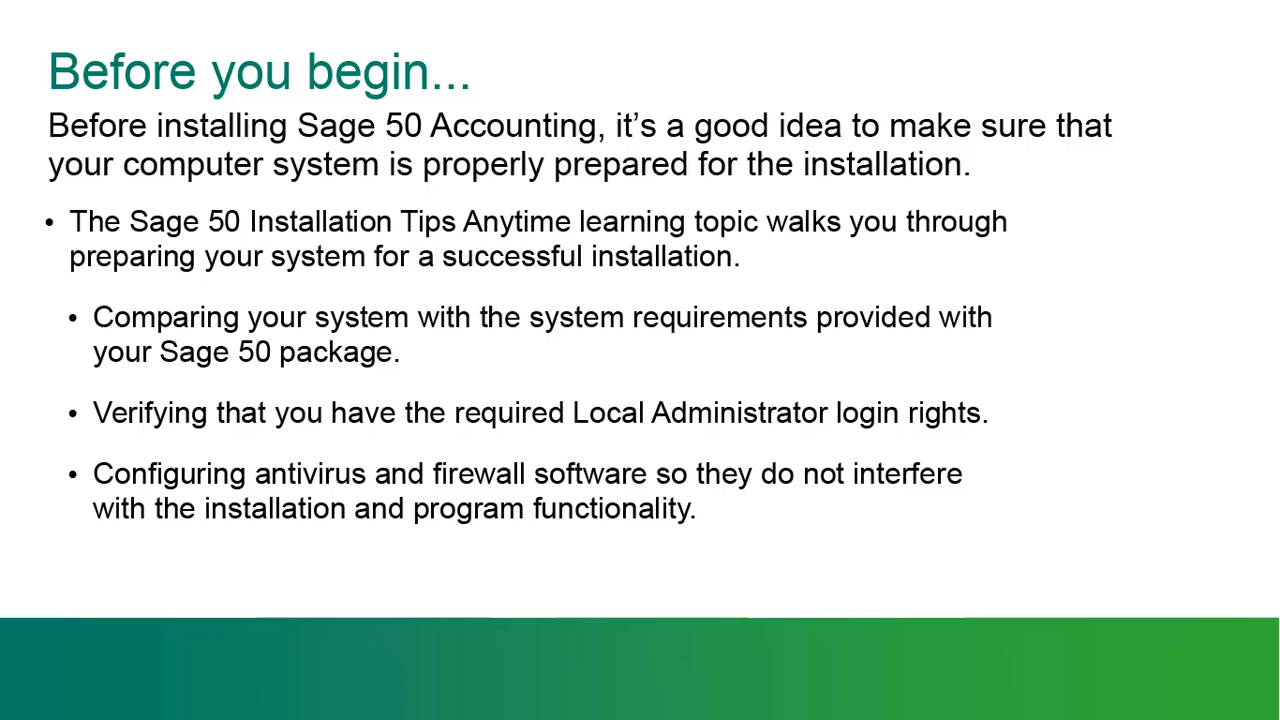 Before you begin...
Before installing Sage 50 Accounting, it’s a good idea to make sure that
your computer system is properly prepared for the installation.
• The Sage 50 Installation Tips Anytime learning topic walks you through
preparing your system for a successful installation.
• Comparing your system with the system requirements provided with
your Sage 50 package.
• Verifying that you have the required Local Administrator login rights.
• Configuring antivirus and firewall software so they do not interfere
with the installation and program functionality.